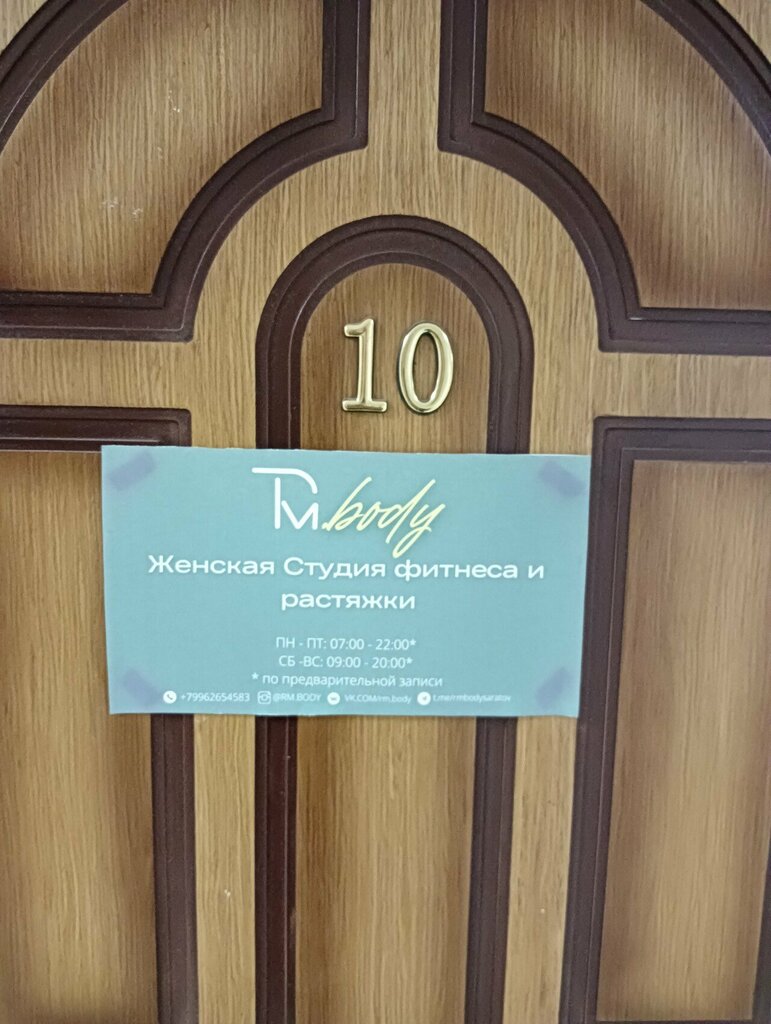 10
RM.body
Женская Студия фитнеса и
растяжки
ПН - ПТ: 07:00 - 22:00*
СБ -ВС: 09:00 - 20:00*
* по предварительной записи
+79962654583 @RM.BODY VK.COM/rm.body t.me/rmbodysaratov